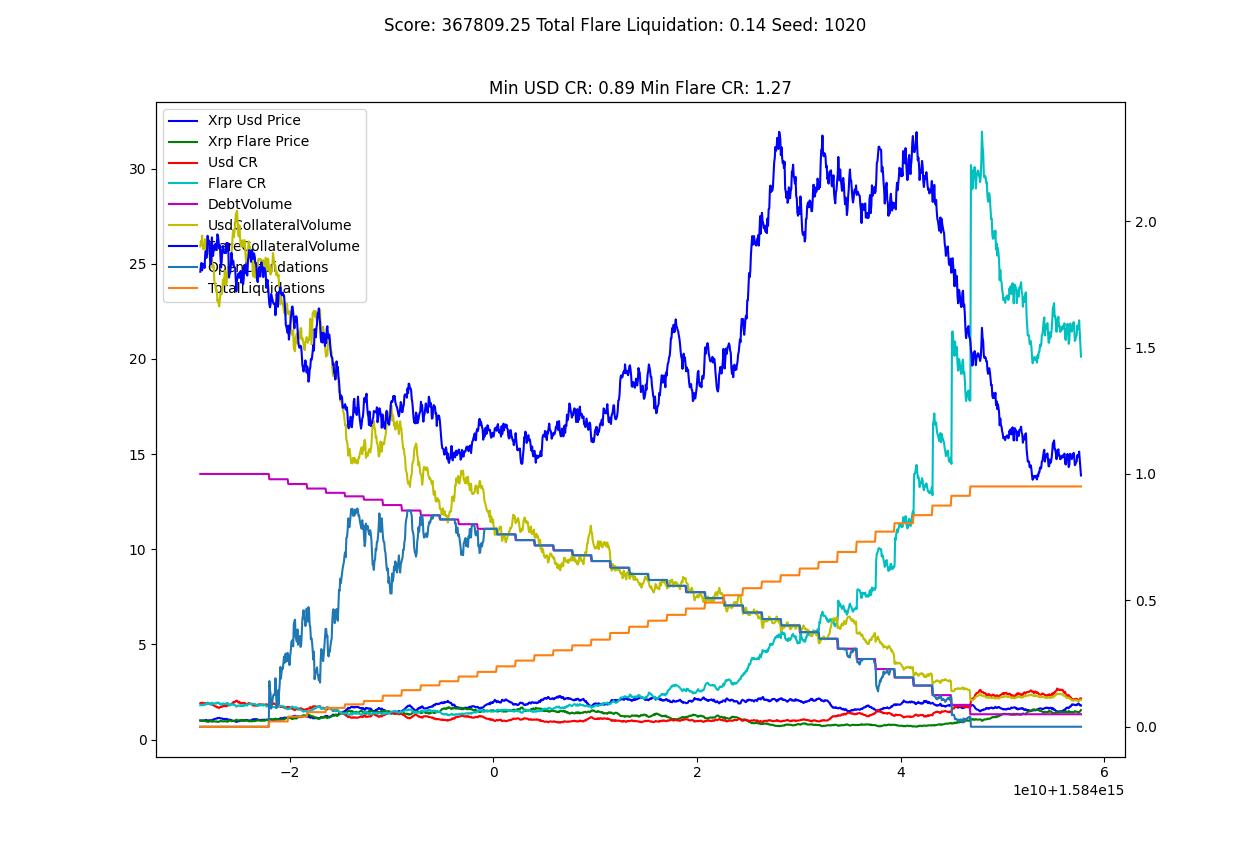 Score: 367809.25 Total Flare Liquidation: 0.14 Seed: 1020
Min USD CR: 0.89 Min Flare CR: 1.27
Xrp Usd Price
Xrp Flare Price
Usd CR
Flare CR
DebtVolume
UsdCollateralVolume
FlareCollateralVolume
OpenLiquidations
TotalLiquidations
30
25
20
15
10
5
0
2.0
1.5
1.0
0.5
0.0
−2
0
2
4
6
1e10+1.584e15